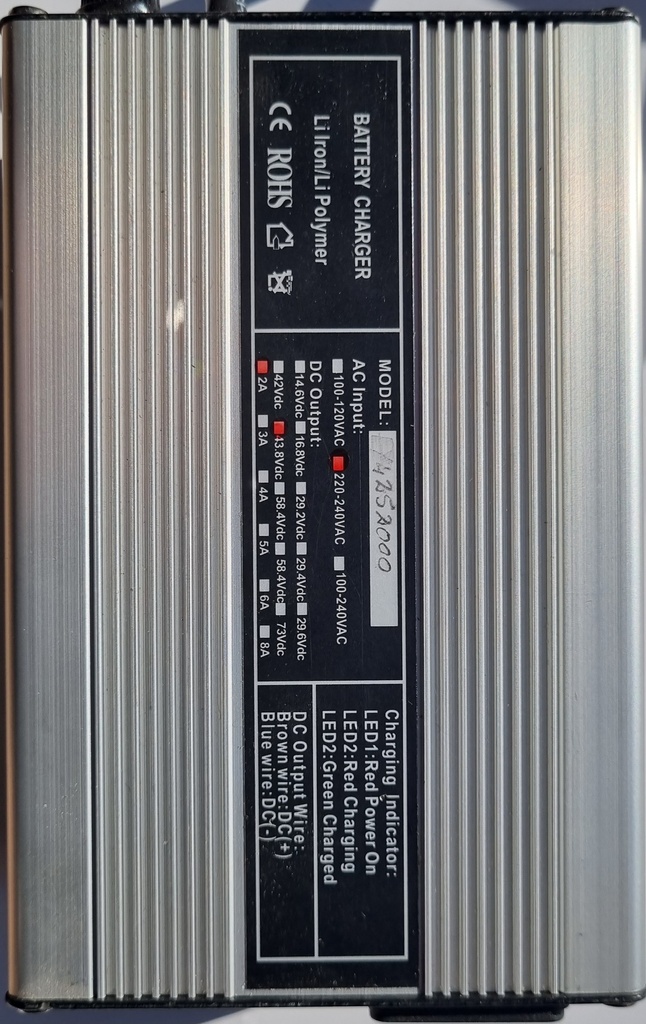 BATTERY CHARGER
Li Iron/Li Polymer
CE ROHS
MODEL: 14252000
AC Input:
100-120VAC 220-240VAC 100-240VAC
DC Output:
14.6Vdc 16.8Vdc 29.2Vdc 29.4Vdc 29.6Vdc
42Vdc 43.8Vdc 58.4Vdc 58.4Vdc 73Vdc
2A 3A 4A 5A 6A 8A
Charging Indicator:
LED1:Red Power On
LED2:Red Charging
LED2:Green Charged
DC Output Wire:
Brown wire:DC(+)
Blue wire:DC(-)